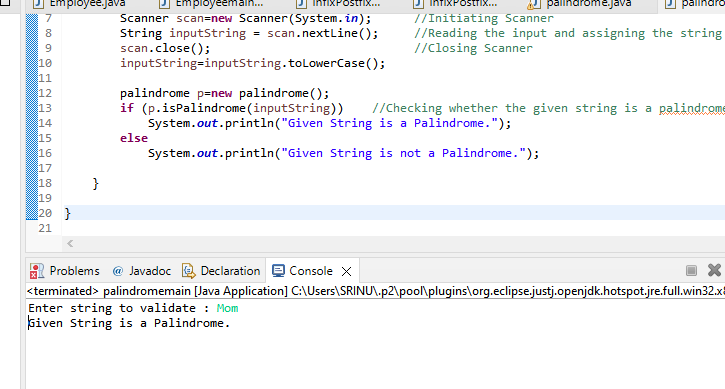 Employee.java Employeemain... InfixPostfix... InfixPostfix... palindrome.java palindro
7 Scanner scan=new Scanner(System.in); //Initiating Scanner
8 String inputString = scan.nextLine(); //Reading the input and assigning the string
9 scan.close(); //Closing Scanner
10 inputString=inputString.toLowerCase();
11
12 palindrome p=new palindrome();
13 if (p.isPalindrome(inputString)) //Checking whether the given string is a palindrome
14 System.out.println("Given String is a Palindrome.");
15 else
16 System.out.println("Given String is not a Palindrome.");
17
18 }
19
20 }
21
Problems @ Javadoc Declaration Console
<terminated> palindromemain [Java Application] C:\Users\SRINU\.p2\pool\plugins\org.eclipse.justj.openjdk.hotspot.jre.full.win32.x8
Enter string to validate : Mom
Given String is a Palindrome.